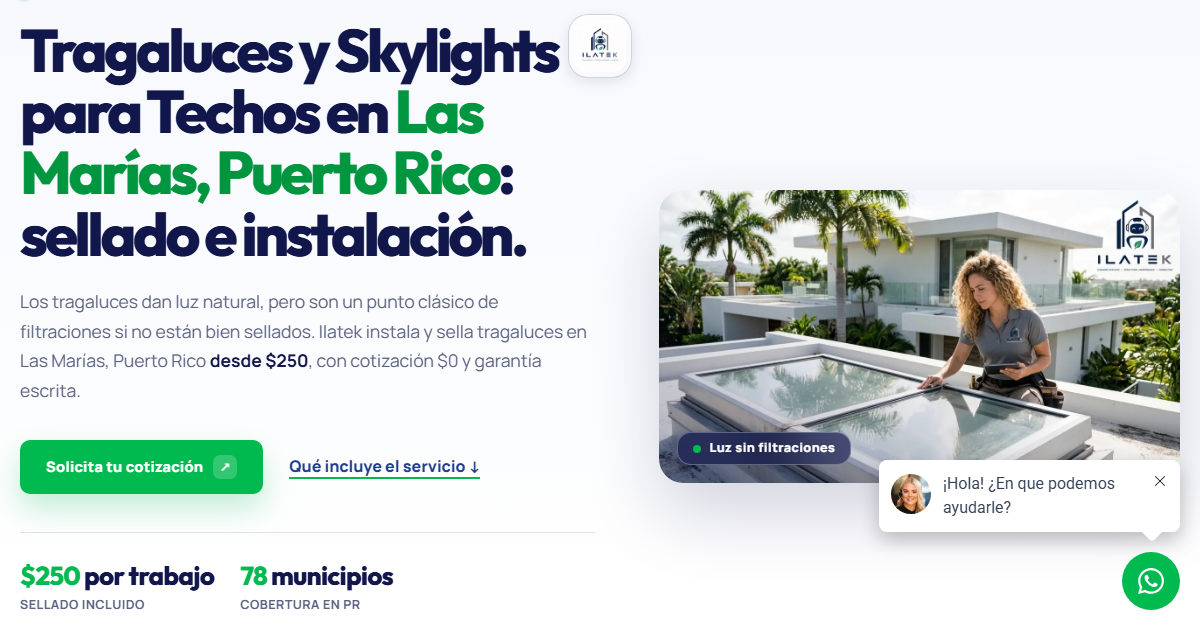 Tragaluces y Skylights
para Techos en Las
Marías, Puerto Rico:
sellado e instalación.
ILATEK
Los tragaluces dan luz natural, pero son un punto clásico de
filtraciones si no están bien sellados. Ilatek instala y sella tragaluces en
Las Marías, Puerto Rico desde $250, con cotización $0 y garantía
escrita.
Solicita tu cotización ↗
Qué incluye el servicio ↓
$250 por trabajo
SELLADO INCLUIDO
78 municipios
COBERTURA EN PR
ILATEK
Luz sin filtraciones
¡Hola! ¿En que podemos
ayudarle?